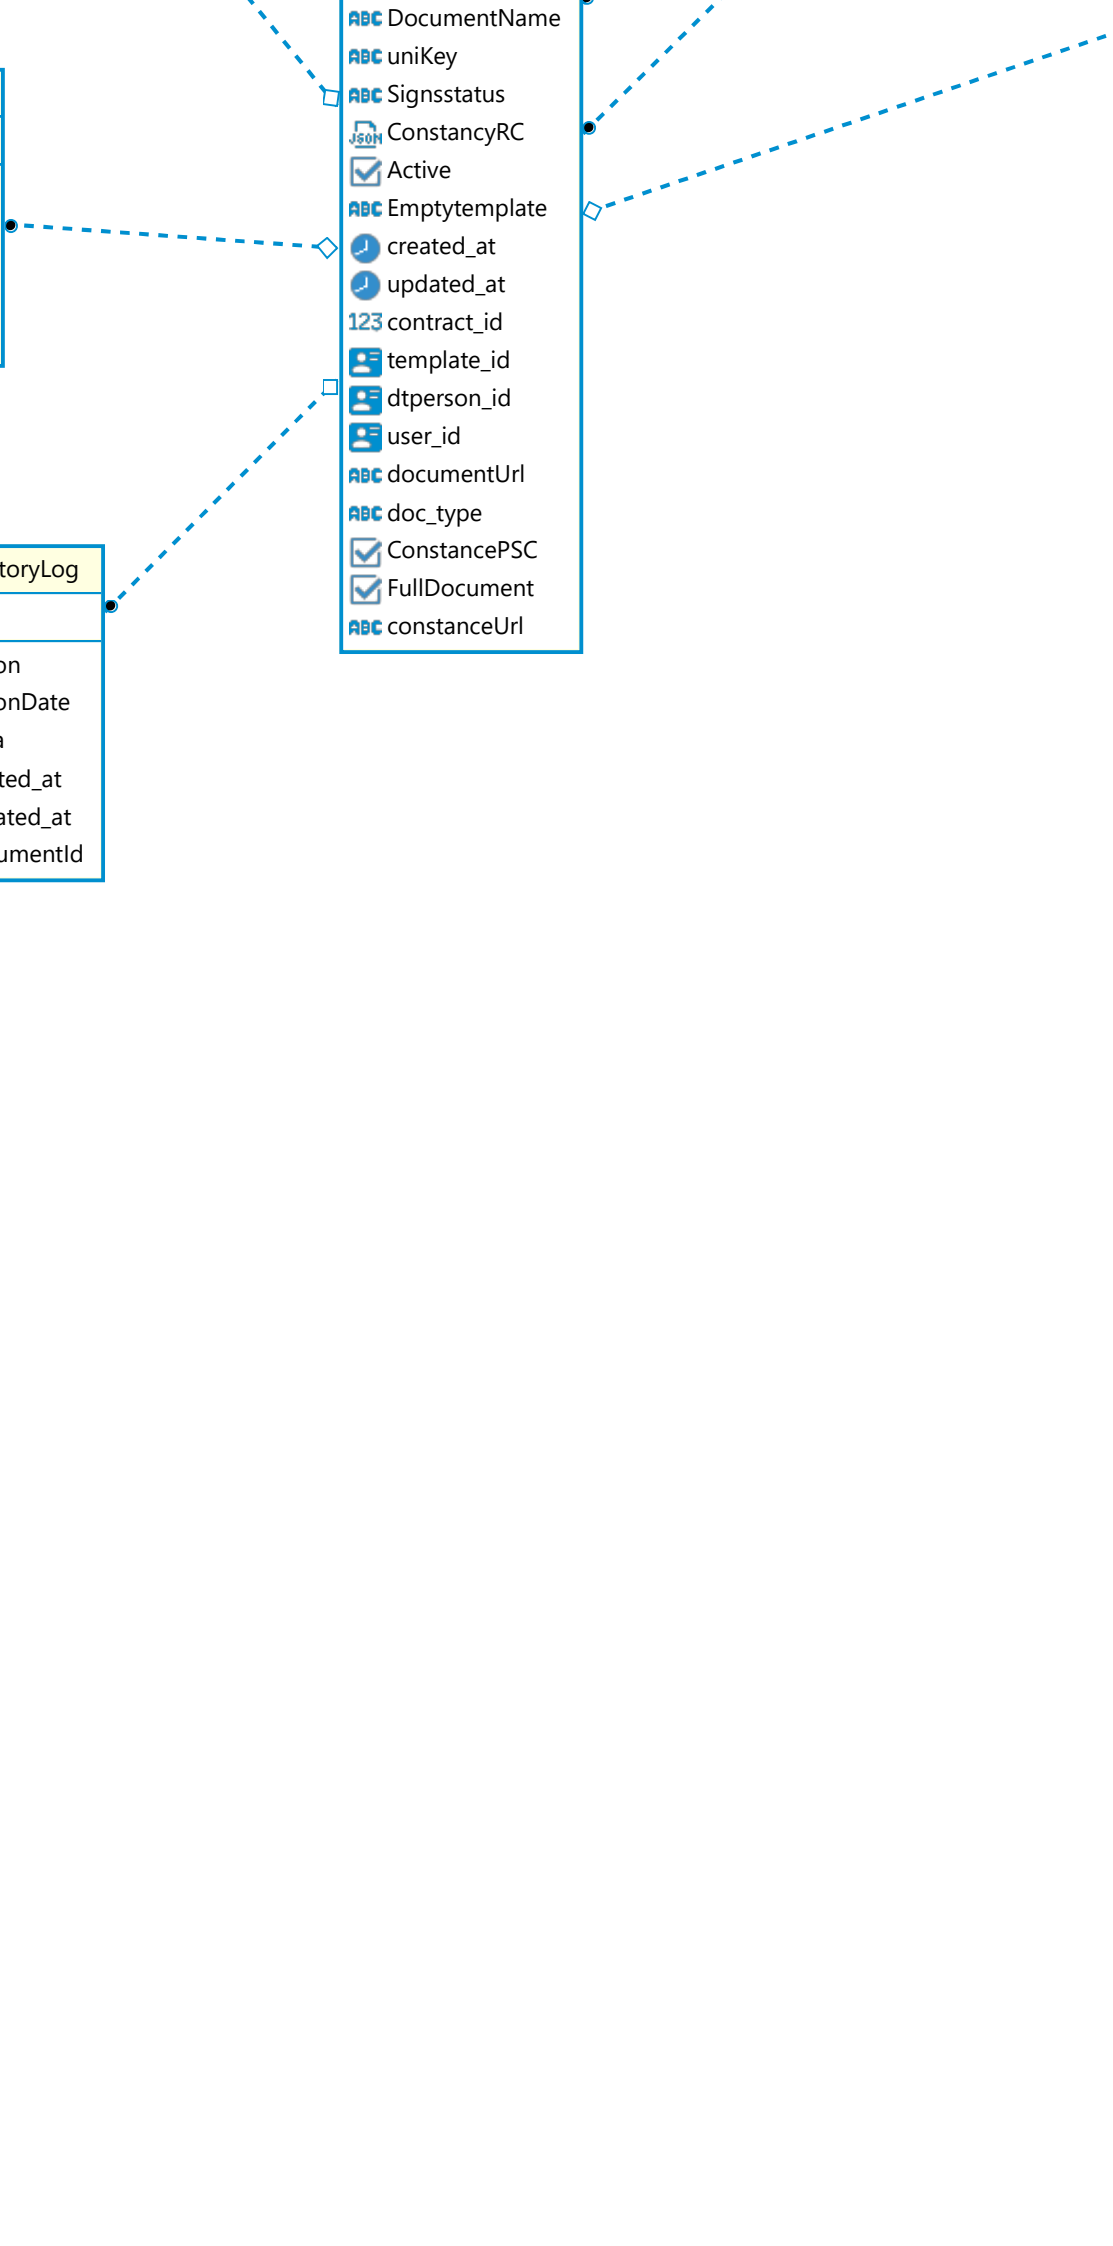 DocumentName
uniKey
Signsstatus
ConstancyRC
Active
Emptytemplate
created_at
updated_at
123 contract_id
template_id
dtperson_id
user_id
documentUrl
doc_type
ConstancePSC
FullDocument
constanceUrl
toryLog
on
onDate
a
ted_at
ated_at
umentId